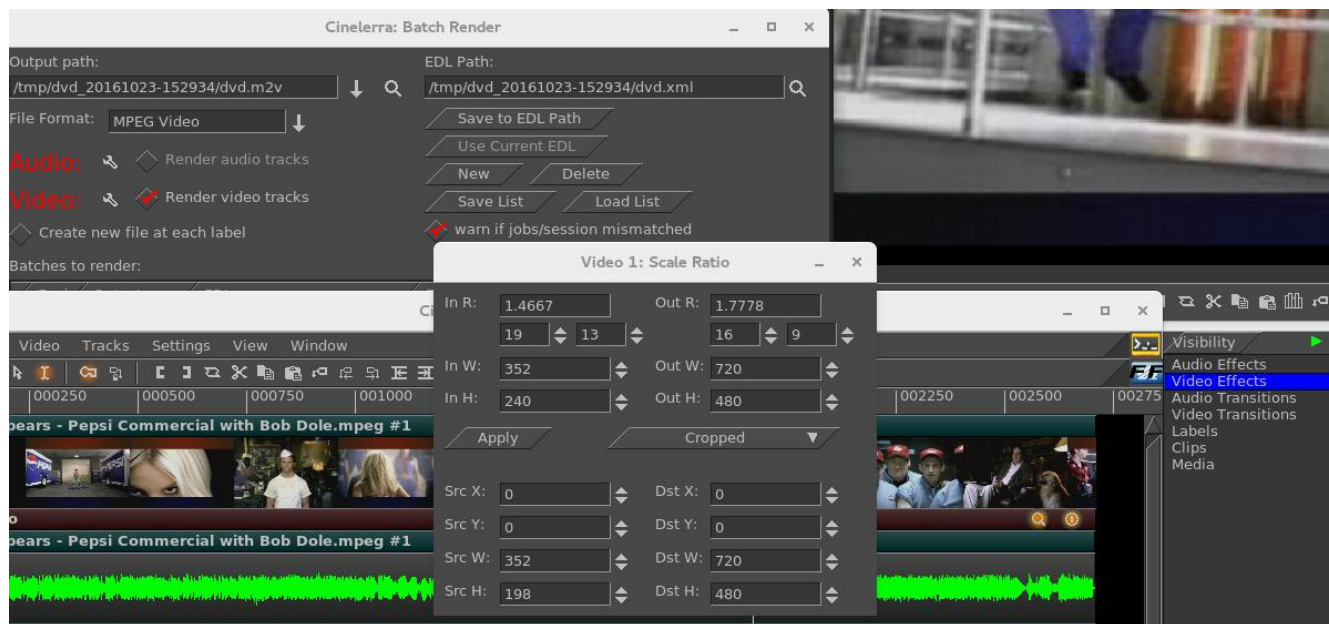 Cinelerra: Batch Render
Output path:
EDL Path:
/tmp/dvd_20161023-152934/dvd.m2v
/tmp/dvd_20161023-152934/dvd.xml
File Format: MPEG Video
Save to EDL Path
Use Current EDL
Audio: Render audio tracks
New Delete
Video: Render video tracks
Save List Load List
Create new file at each label
warn if jobs/session mismatched
Batches to render:
Video 1: Scale Ratio
In R: 1.4667 Out R: 1.7778
19 13 16 9
In W: 352 Out W: 720
In H: 240 Out H: 480
Apply Cropped
Src X: 0 Dst X: 0
Src Y: 0 Dst Y: 0
Src W: 352 Dst W: 720
Src H: 198 Dst H: 480
Ci
Video Tracks Settings View Window
000250 000500 000750 001000 002250 002500 00275
pears - Pepsi Commercial with Bob Dole.mpeg #1
pears - Pepsi Commercial with Bob Dole.mpeg #1
Visibility
Audio Effects
Video Effects
Audio Transitions
Video Transitions
Labels
Clips
Media